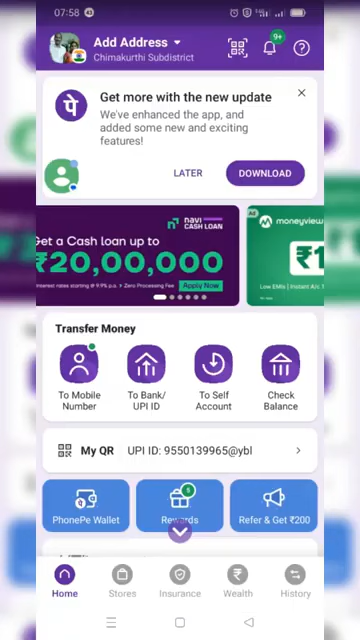 07:58
43
Add Address
Chimakurthi Subdistrict
9+
पे
Get more with the new update
We've enhanced the app, and
added some new and exciting
features!
LATER
DOWNLOAD
navi
CASH LOAN
Get a Cash loan up to
₹20,00,000
Interest rates starting @ 9.9% p.a. + Zero Processing Fee
Apply Now
Ad
moneyview
₹1
Low EMIs | Instant A/c
Transfer Money
To Mobile
Number
To Bank/
UPI ID
To Self
Account
Check
Balance
My QR
UPI ID: 9550139965@ybl
PhonePe Wallet
Rewards
Refer & Get ₹200
Home
Stores
Insurance
Wealth
History